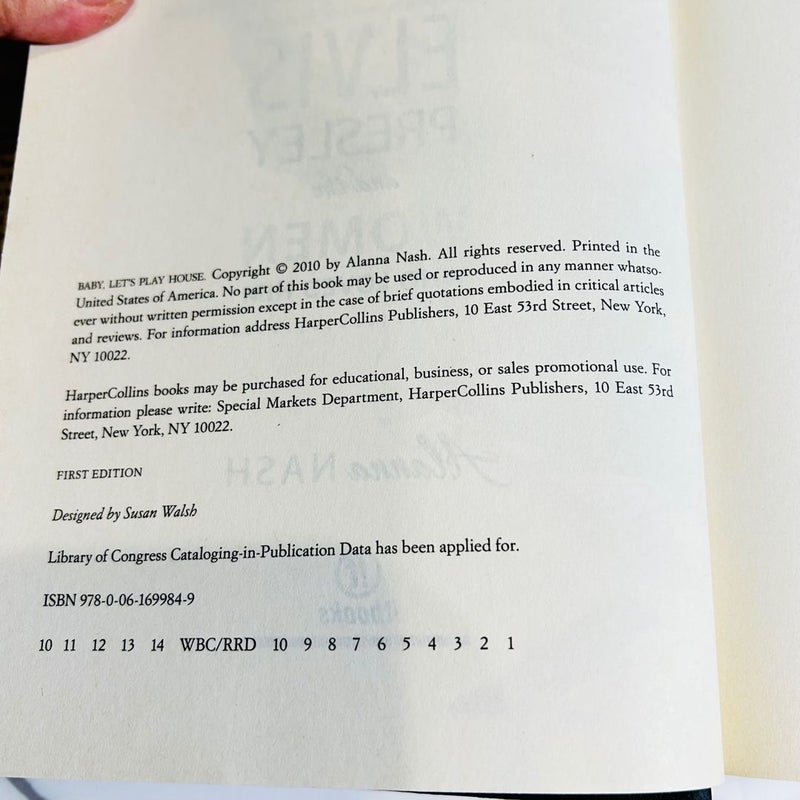 BABY, LET'S PLAY HOUSE. Copyright © 2010 by Alanna Nash. All rights reserved. Printed in the
United States of America. No part of this book may be used or reproduced in any manner whatso-
ever without written permission except in the case of brief quotations embodied in critical articles
and reviews. For information address HarperCollins Publishers, 10 East 53rd Street, New York,
NY 10022.
HarperCollins books may be purchased for educational, business, or sales promotional use. For
information please write: Special Markets Department, HarperCollins Publishers, 10 East 53rd
Street, New York, NY 10022.
FIRST EDITION
Designed by Susan Walsh
Library of Congress Cataloging-in-Publication Data has been applied for.
ISBN 978-0-06-169984-9
10 11 12 13 14 WBC/RRD 10 9 8 7 6 5 4 3 2 1